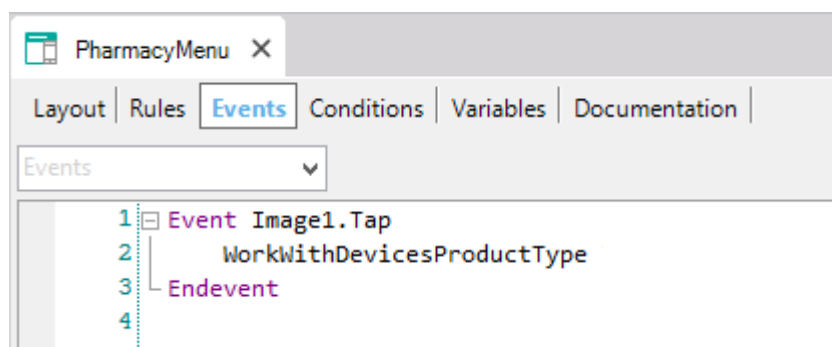 PharmacyMenu
Layout Rules Events Conditions Variables Documentation
Events
1 Event Image1.Tap
2 WorkWithDevicesProductType
3 Endevent
4